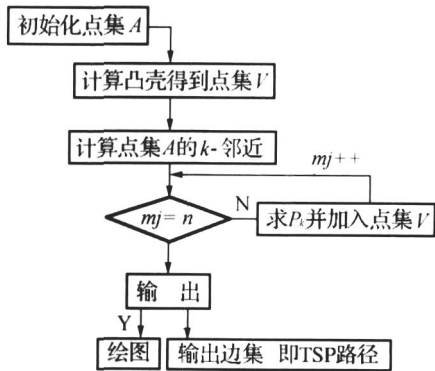 初始化点集A
计算凸壳得到点集V
计算点集A的k-邻近
mj++
mj= n
N
求Pk并加入点集V
输 出
Y
绘图
输出边集 即TSP路径